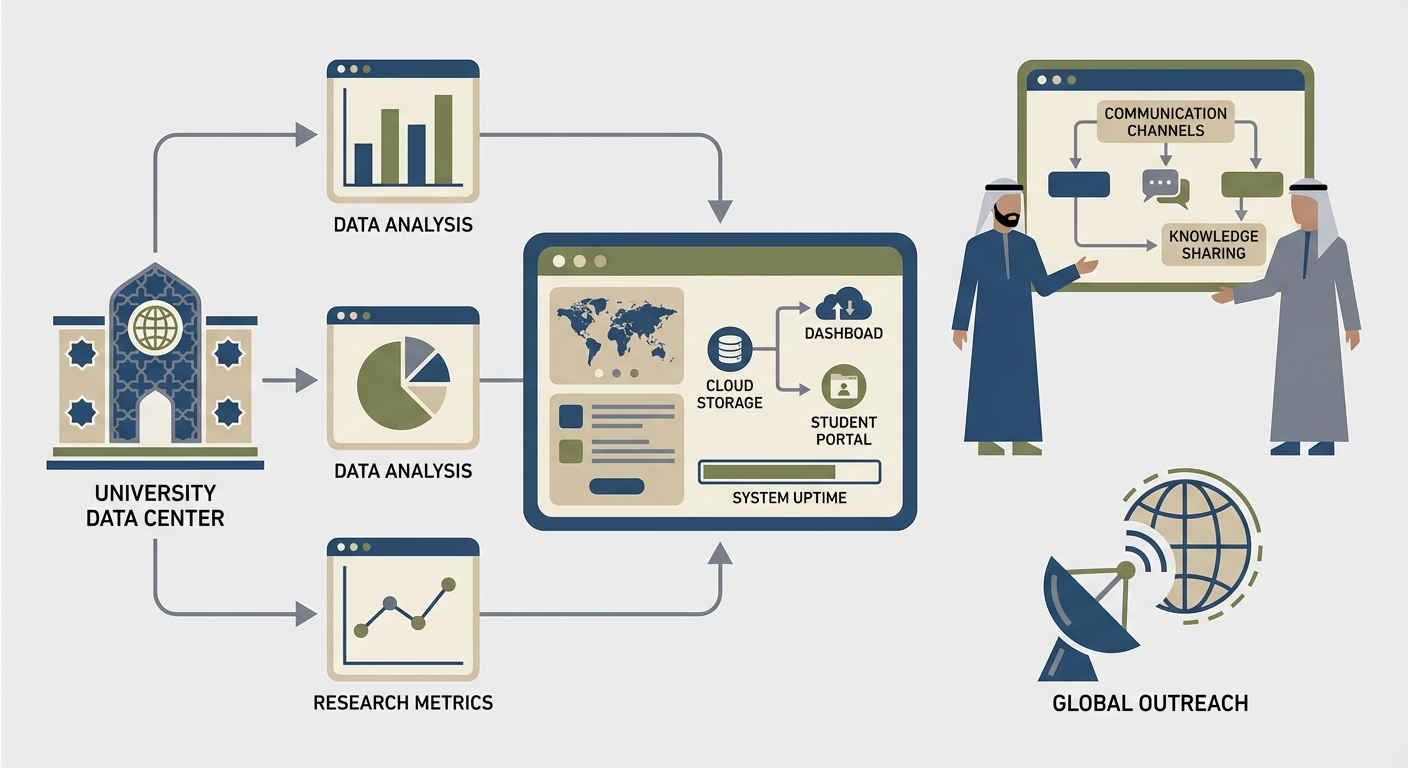 UNIVERSITY
DATA CENTER
DATA ANALYSIS
DATA ANALYSIS
RESEARCH METRICS
CLOUD
STORAGE
DASHBOAD
STUDENT
PORTAL
SYSTEM UPTIME
COMMUNICATION
CHANNELS
KNOWLEDGE
SHARING
GLOBAL OUTREACH